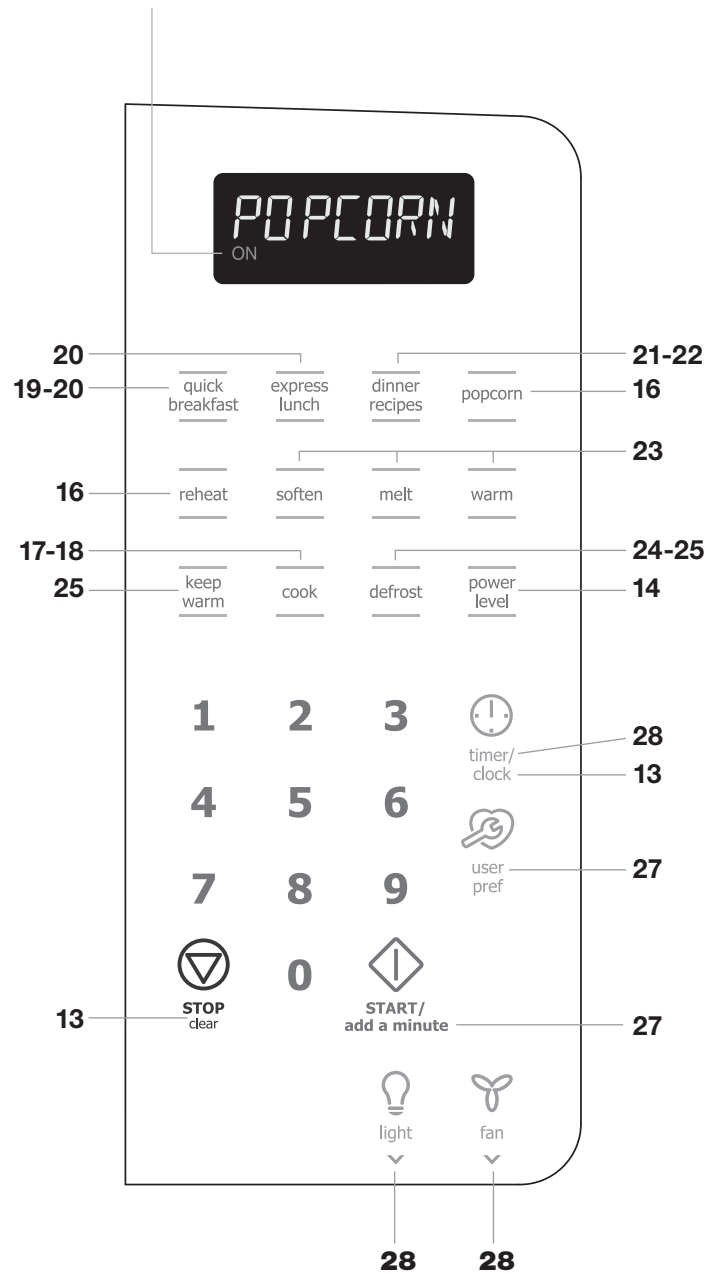 POPCORN
ON
20
21-22
19-20
quick
breakfast
express
lunch
dinner
recipes
popcorn
16
23
16
reheat
soften
melt
warm
17-18
24-25
25
keep
warm
cook
defrost
power
level
14
1 2 3
timer/
clock
28
13
4 5 6
user
pref
27
7 8 9
0
STOP
clear
13
START/
add a minute
27
light
fan
28
28